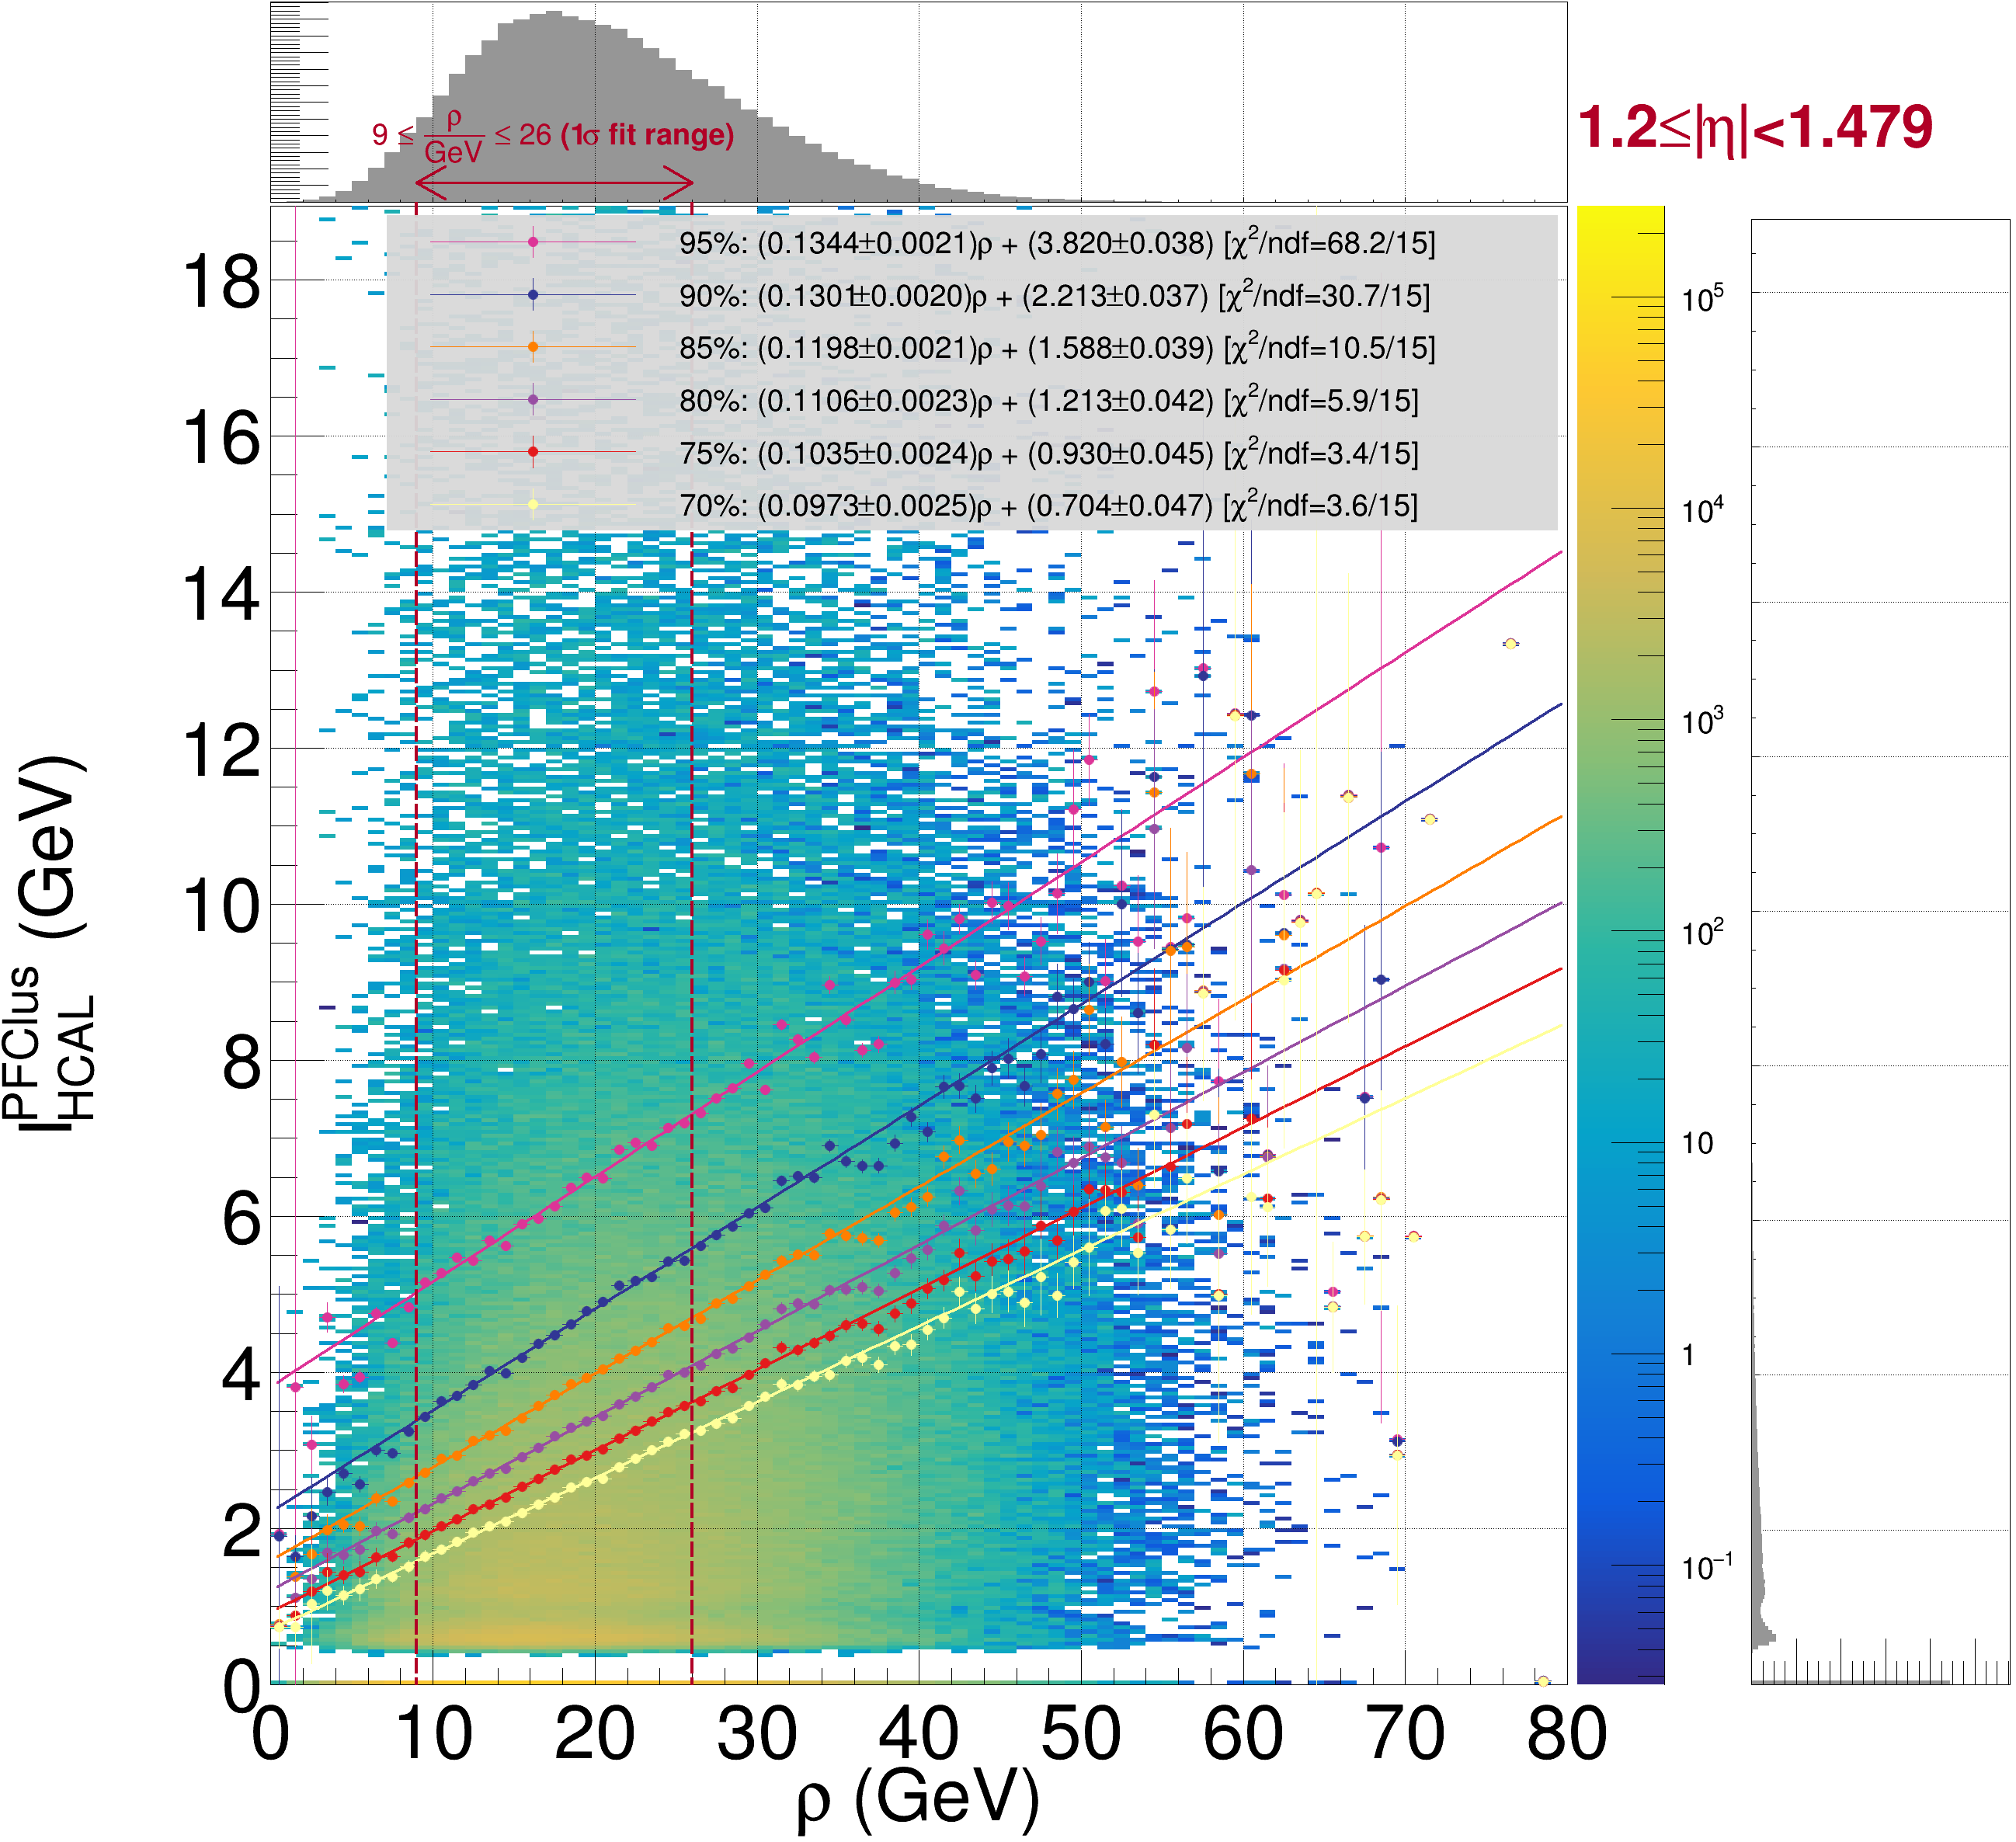 9 ≤ ρ/GeV ≤ 26 (1σ fit range)
1.2≤|η|<1.479
95%: (0.1344±0.0021)ρ + (3.820±0.038) [χ²/ndf=68.2/15]
90%: (0.1301±0.0020)ρ + (2.213±0.037) [χ²/ndf=30.7/15]
85%: (0.1198±0.0021)ρ + (1.588±0.039) [χ²/ndf=10.5/15]
80%: (0.1106±0.0023)ρ + (1.213±0.042) [χ²/ndf=5.9/15]
75%: (0.1035±0.0024)ρ + (0.930±0.045) [χ²/ndf=3.4/15]
70%: (0.0973±0.0025)ρ + (0.704±0.047) [χ²/ndf=3.6/15]
18
16
14
12
10
8
6
4
2
0
I_HCAL^PFClus (GeV)
0 10 20 30 40 50 60 70 80
ρ (GeV)
10⁵
10⁴
10³
10²
10
1
10⁻¹